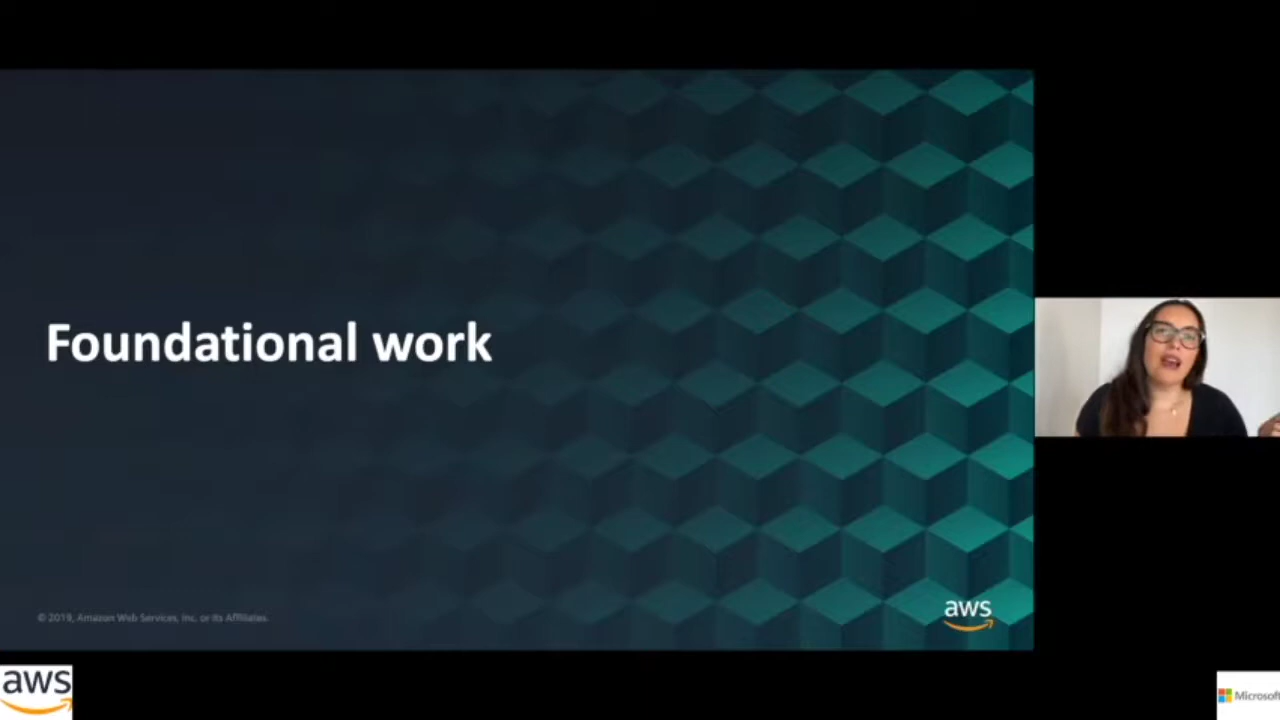 Foundational work
© 2019, Amazon Web Services, Inc. or its Affiliates.
aws
aws
Microsoft